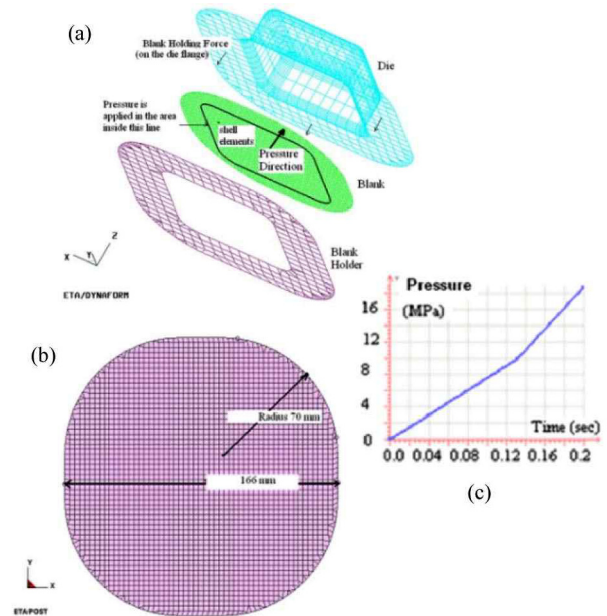 (a)
Blank Holding Force
(on the die flange)
Die
Pressure is
applied in the area
inside this line
shell
elements
Pressure
Direction
Blank
Blank
Holder
X
Y
Z
ETA/DYNAFORM
(b)
Radius 70 mm
166 mm
Y
X
ETA/POST
Pressure
(MPa)
16
12
8
4
0
Time (sec)
0.0 0.04 0.08 0.12 0.16 0.2
(c)